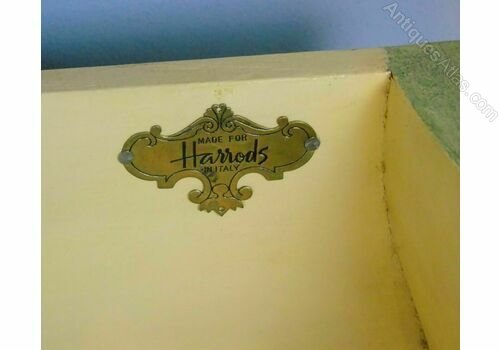 MADE FOR
Harrods
IN ITALY
AntiquesAtlas.com